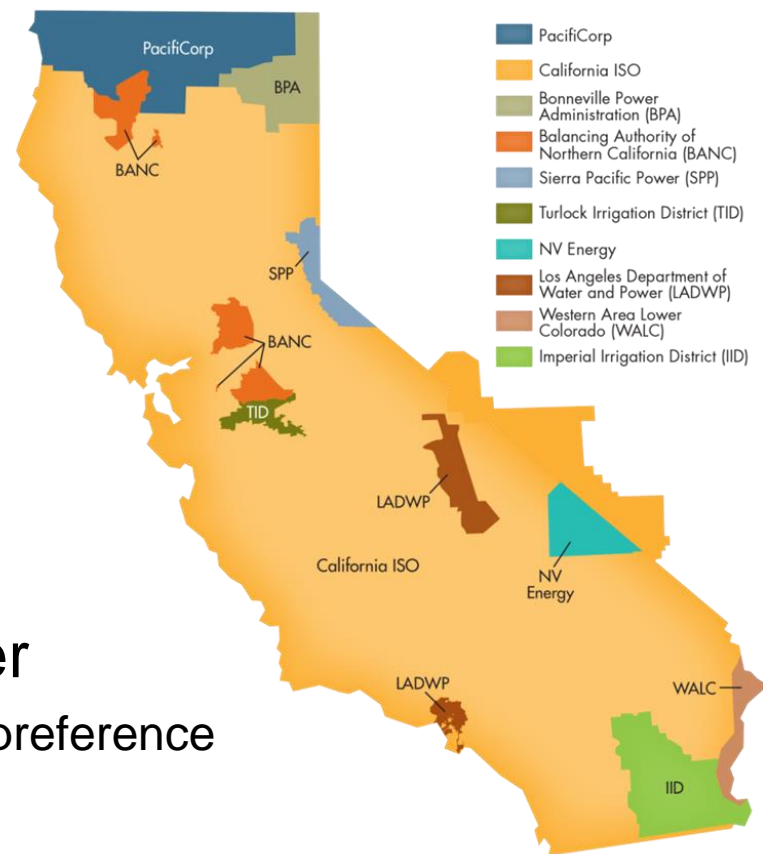 PacifiCorp
BPA
BANC
SPP
BANC
TID
LADWP
California ISO
NV
Energy
LADWP
WALC
IID
PacifiCorp
California ISO
Bonneville Power
Administration (BPA)
Balancing Authority of
Northern California (BANC)
Sierra Pacific Power (SPP)
Turlock Irrigation District (TID)
NV Energy
Los Angeles Department of
Water and Power (LADWP)
Western Area Lower
Colorado (WALC)
Imperial Irrigation District (IID)
er
preference